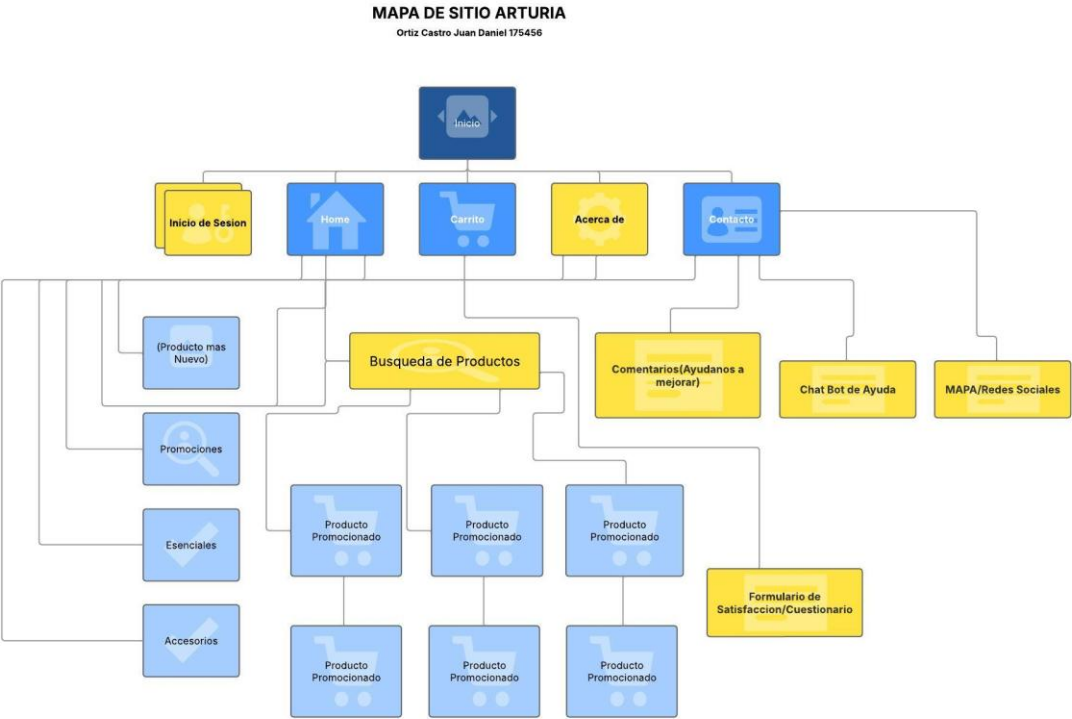 MAPA DE SITIO ARTURIA
Ortiz Castro Juan Daniel 175456
Inicio
Inicio de Sesion
Home
Carrito
Acerca de
Contacto
(Producto mas
Nuevo)
Busqueda de Productos
Comentarios(Ayudanos a
mejorar)
Chat Bot de Ayuda
MAPA/Redes Sociales
Promociones
Esenciales
Accesorios
Producto
Promocionado
Producto
Promocionado
Producto
Promocionado
Formulario de
Satisfaccion/Cuestionario
Producto
Promocionado
Producto
Promocionado
Producto
Promocionado